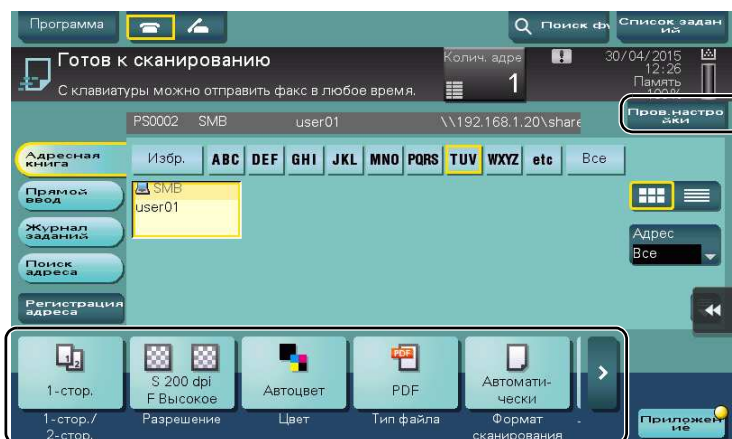 Программа
Поиск фу
Список задан
ий
Готов к сканированию
С клавиатуры можно отправить факс в любое время.
Колич. адре
1
30/04/2015
12:26
Память
100%
Пров.настро
йки
PS0002 SMB user01 \\192.168.1.20\share
Адресная
книга
Избр. ABC DEF GHI JKL MNO PQRS TUV WXYZ etc Все
Прямой
ввод
SMB
user01
Журнал
заданий
Адрес
Все
Поиск
адреса
Регистрация
адреса
1-стор.
S 200 dpi
F Высокое
Автоцвет
PDF
PDF
Автомати-
чески
1-стор./
2-стор.
Разрешение
Цвет
Тип файла
Формат
сканирования
Приложен
ие